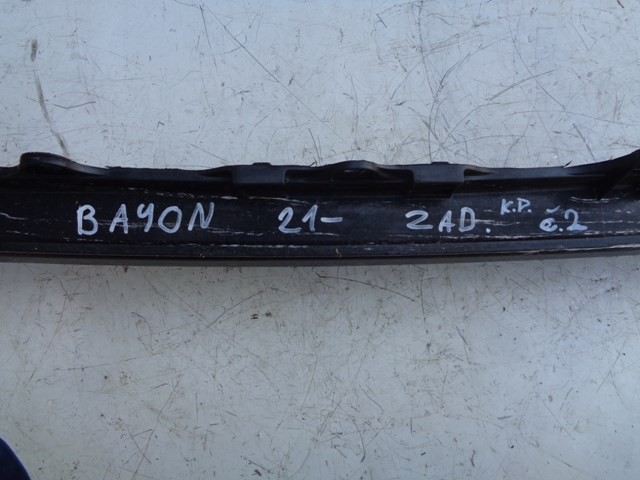 BAYON 21- ZAD. K.D. č.2